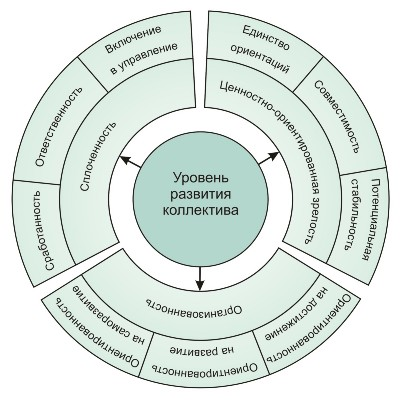 Уровень
развития
коллектива
Сплоченность
Сработанность
Ответственность
Включение
в управление
Ценностно-ориентированная зрелость
Единство
ориентаций
Совместимость
Потенциальная
стабильность
Организованность
Ориентированность
на достижение
Ориентированность
на развитие
Ориентированность
на саморазвитие